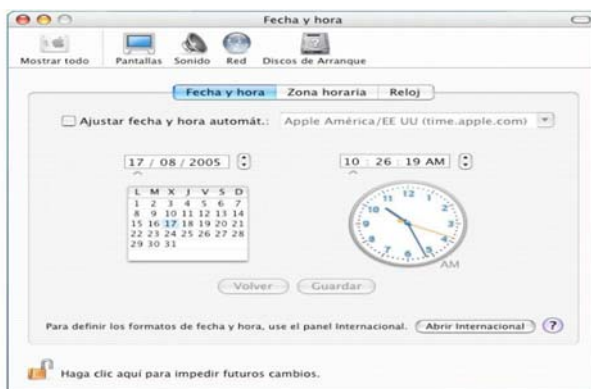 Fecha y hora
Mostrar todo Pantallas Sonido Red Discos de Arranque
Fecha y hora Zona horaria Reloj
Ajustar fecha y hora automát.: Apple América/EE UU (time.apple.com)
17 / 08 / 2005 10 : 26 : 19 AM
L M X J V S D
1 2 3 4 5 6 7
8 9 10 11 12 13 14
15 16 17 18 19 20 21
22 23 24 25 26 27 28
29 30 31
12
11 1
10 2
9 3
8 4
7 5
6
AM
Volver Guardar
Para definir los formatos de fecha y hora, use el panel Internacional. Abrir Internacional ?
Haga clic aquí para impedir futuros cambios.